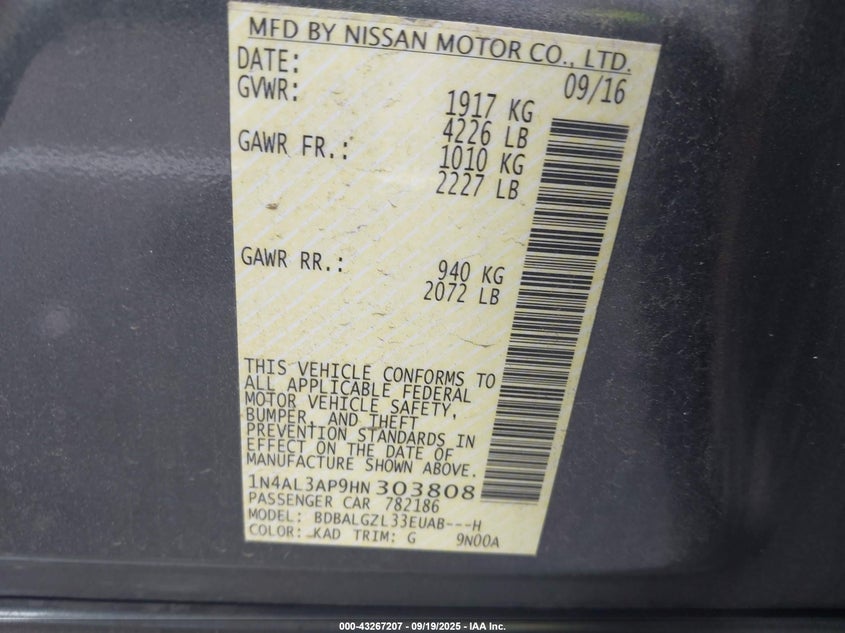 MFD BY NISSAN MOTOR CO., LTD.
DATE: 09/16
GVWR: 1917 KG
4226 LB
GAWR FR.: 1010 KG
2227 LB
GAWR RR.: 940 KG
2072 LB
THIS VEHICLE CONFORMS TO
ALL APPLICABLE FEDERAL
MOTOR VEHICLE SAFETY,
BUMPER, AND THEFT
PREVENTION STANDARDS IN
EFFECT ON THE DATE OF
MANUFACTURE SHOWN ABOVE.
1N4AL3AP9HN303808
PASSENGER CAR 782186
MODEL: BDBALGZL33EUAB---H
COLOR: KAD TRIM: G 9N00A
000-43267207 - 09/19/2025 - IAA Inc.